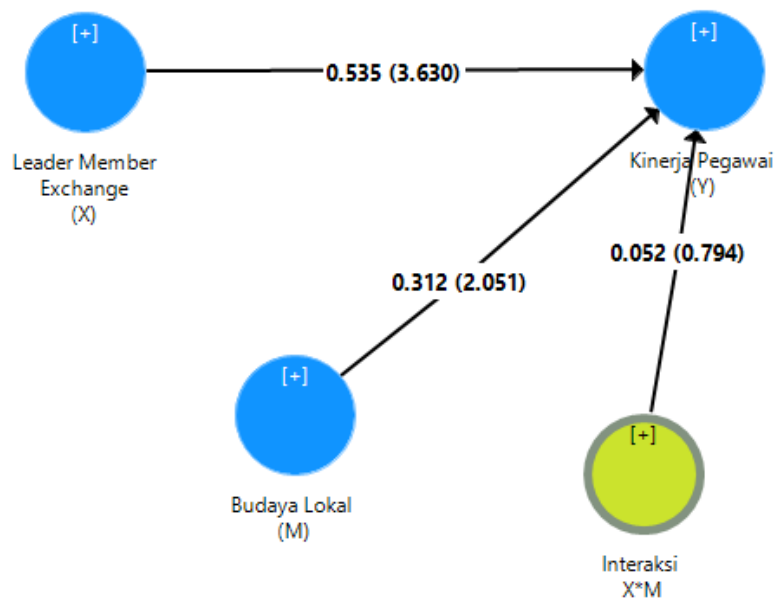 [+]
[+]
0.535 (3.630)
Leader Member
Exchange
(X)
Kinerja Pegawai
(Y)
0.052 (0.794)
0.312 (2.051)
[+]
[+]
Budaya Lokal
(M)
Interaksi
X*M